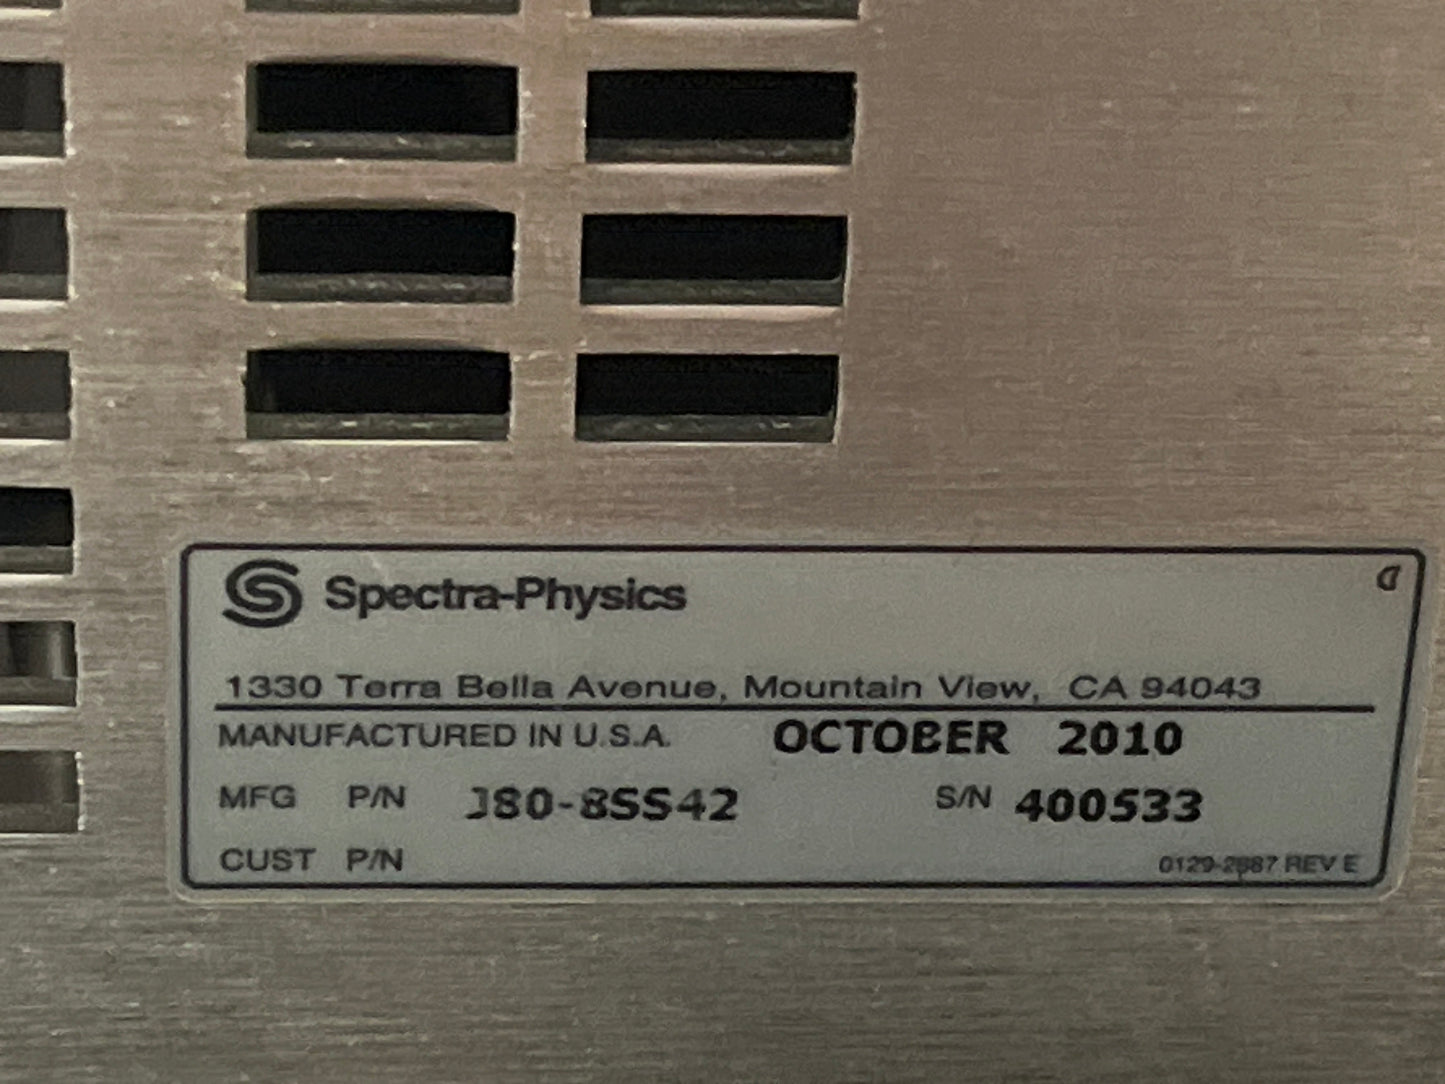 Spectra-Physics
1330 Terra Bella Avenue, Mountain View, CA 94043
MANUFACTURED IN U.S.A. OCTOBER 2010
MFG P/N J80-8SS42 S/N 400533
CUST P/N
0129-2887 REV E